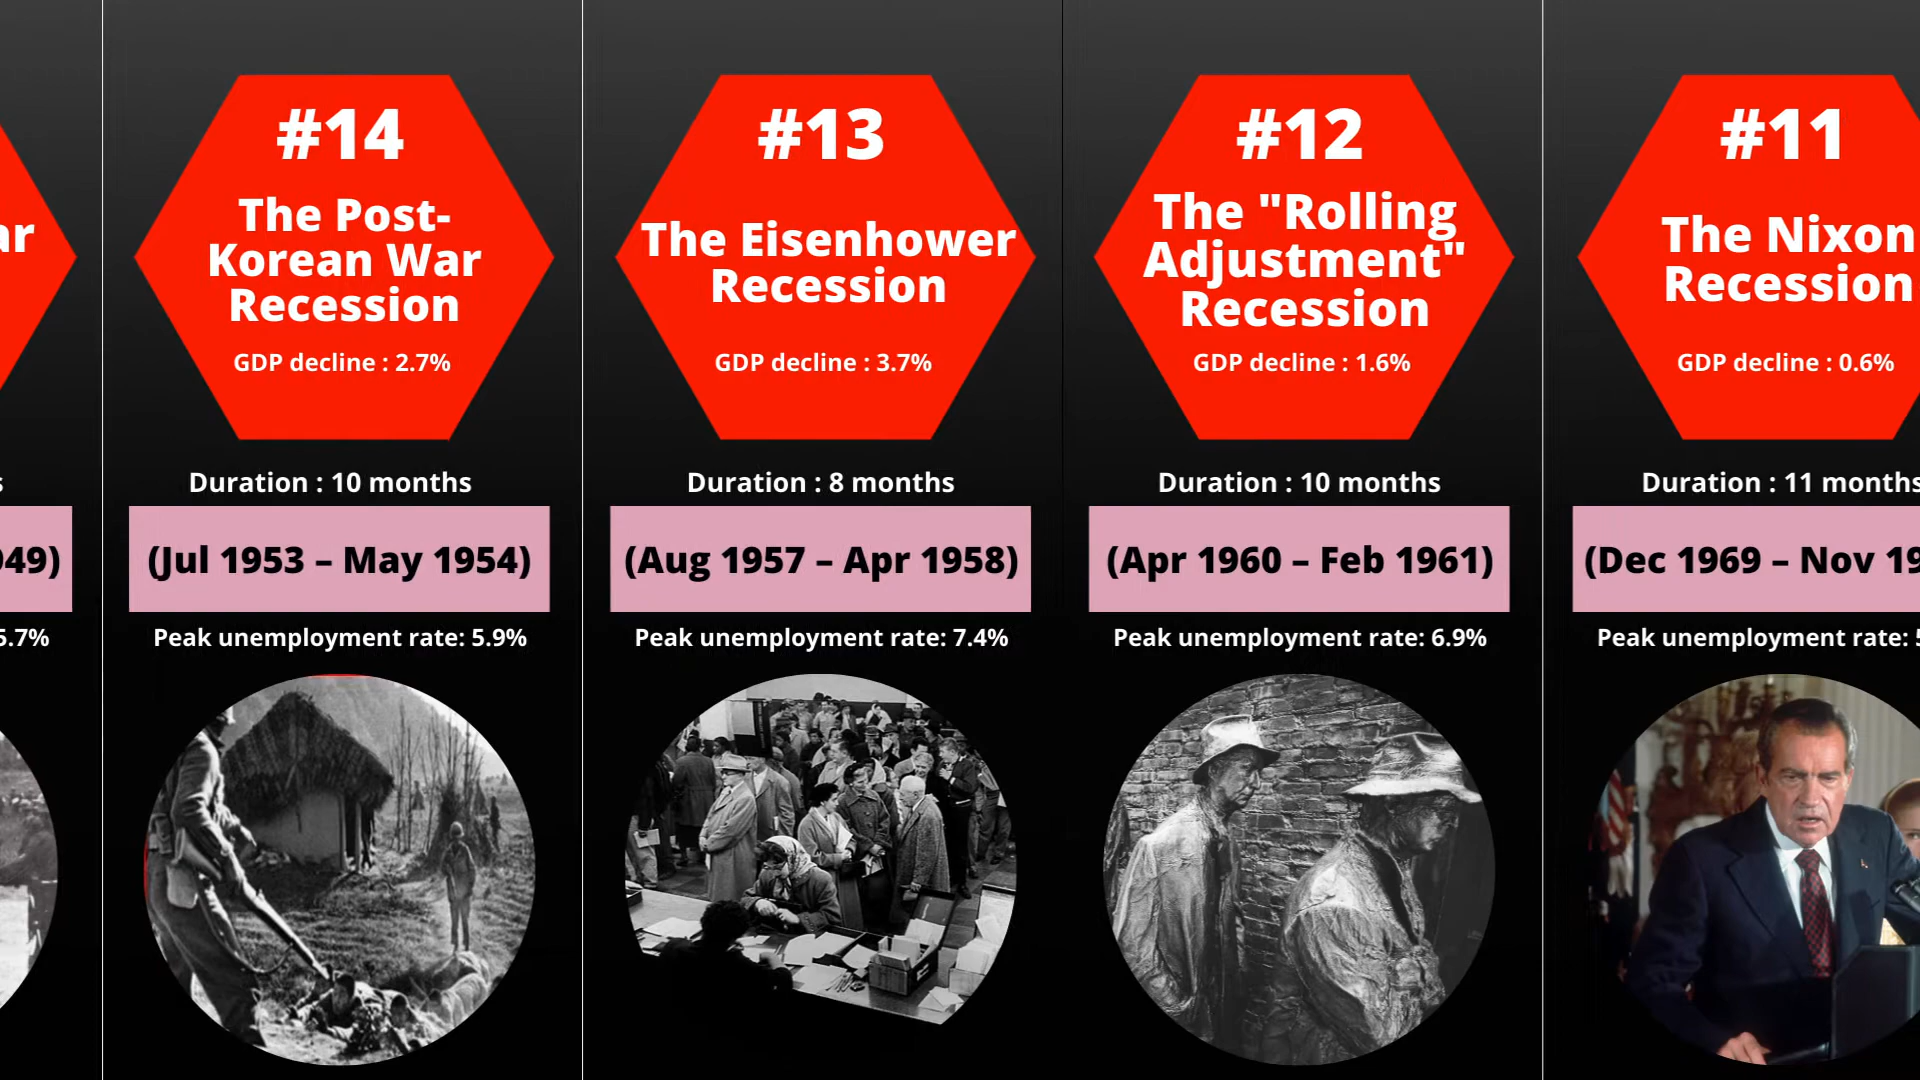 #14
The Post-
Korean War
Recession
GDP decline : 2.7%
Duration : 10 months
(Jul 1953 – May 1954)
Peak unemployment rate: 5.9%
#13
The Eisenhower
Recession
GDP decline : 3.7%
Duration : 8 months
(Aug 1957 – Apr 1958)
Peak unemployment rate: 7.4%
#12
The "Rolling
Adjustment"
Recession
GDP decline : 1.6%
Duration : 10 months
(Apr 1960 – Feb 1961)
Peak unemployment rate: 6.9%
#11
The Nixon
Recession
GDP decline : 0.6%
Duration : 11 months
(Dec 1969 – Nov 19
Peak unemployment rate: